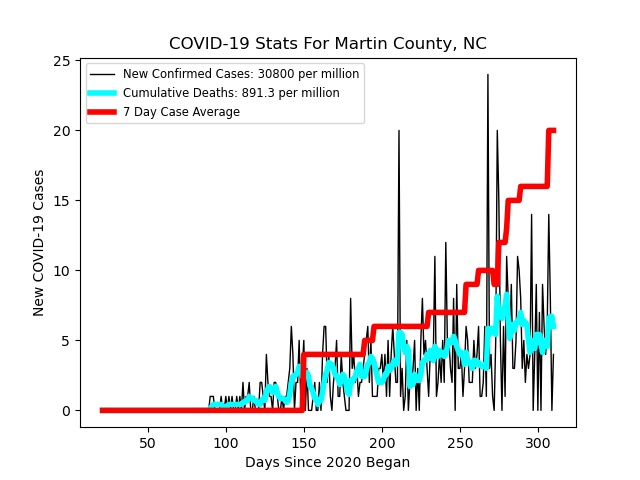 COVID-19 Stats For Martin County, NC
New Confirmed Cases: 30800 per million
Cumulative Deaths: 891.3 per million
7 Day Case Average
New COVID-19 Cases
25
20
15
10
5
0
50 100 150 200 250 300
Days Since 2020 Began